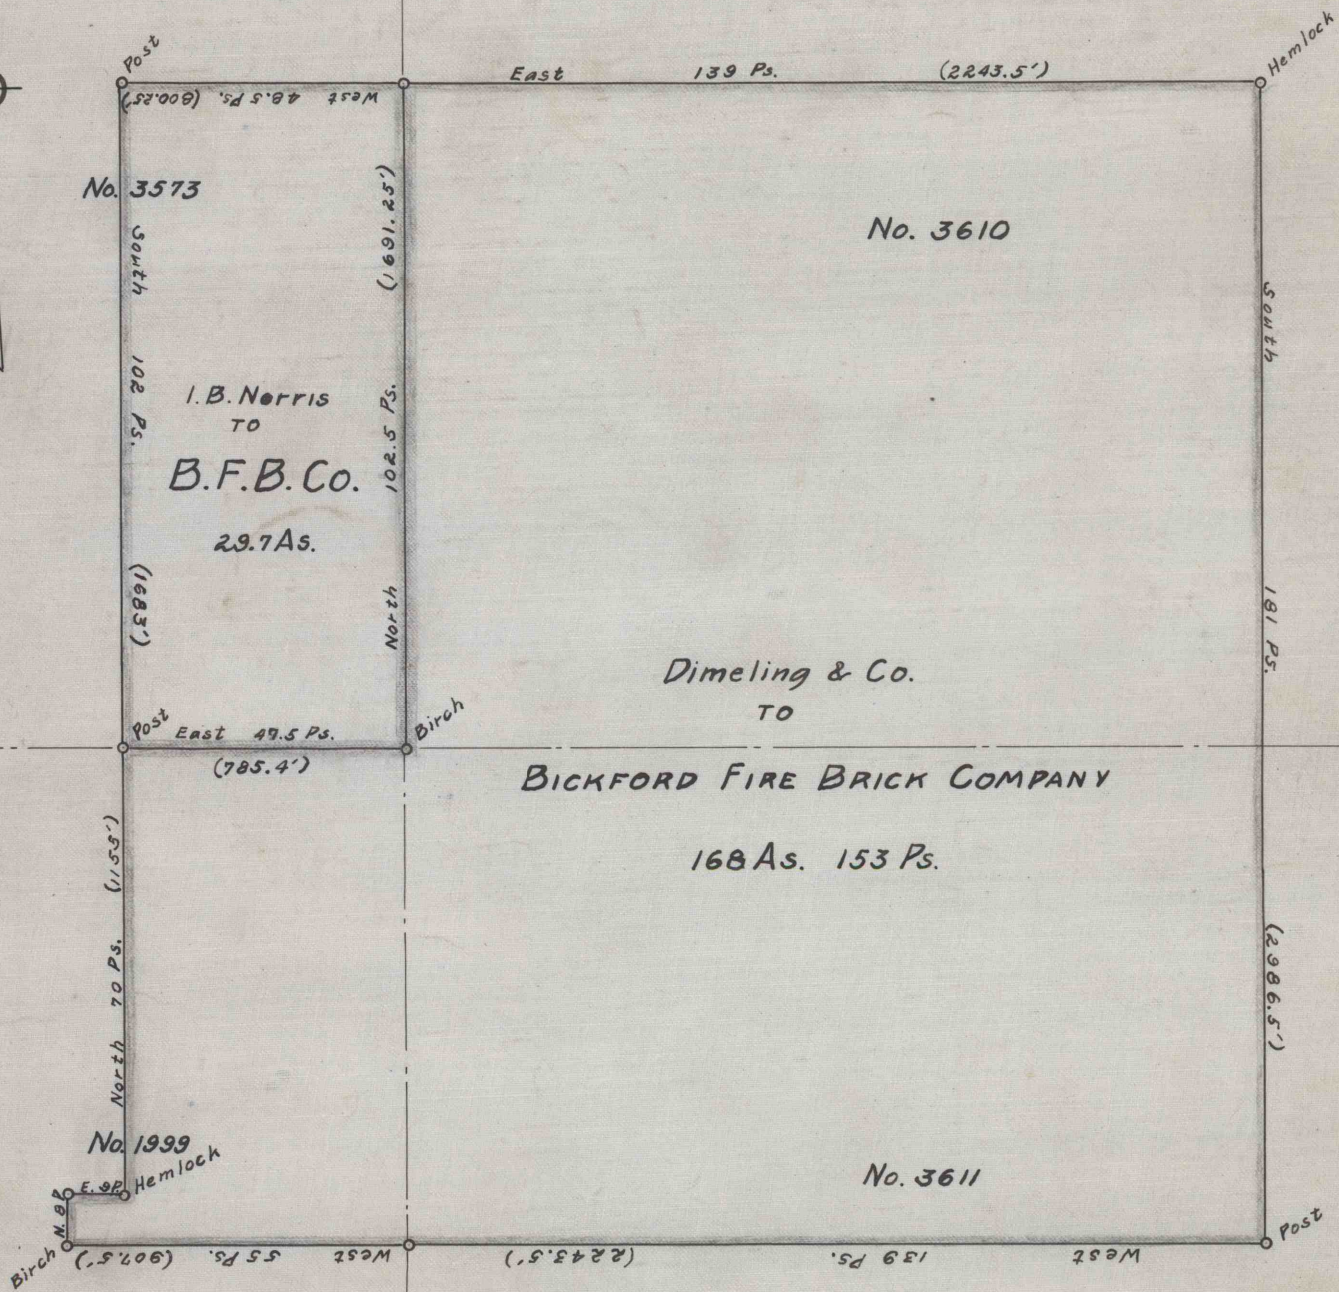 Post
East 139 Ps. (2243.5')
Hemlock
West 48.5 Ps. (800.25')
No. 3573
South 102 Ps. (1683')
(1691.25')
North 102.5 Ps.
No. 3610
South 181 Ps. (2986.5')
I.B. Norris
TO
B.F.B. Co.
29.7 As.
Dimeling & Co.
TO
BICKFORD FIRE BRICK COMPANY
168 As. 153 Ps.
Post
East 49.5 Ps.
(785.4')
Birch
North 70 Ps. (1155')
No. 1999
Hemlock
E. 9P.
N. 8P
No. 3611
Birch
West 55 Ps. (907.5')
West 139 Ps. (2243.5')
Post